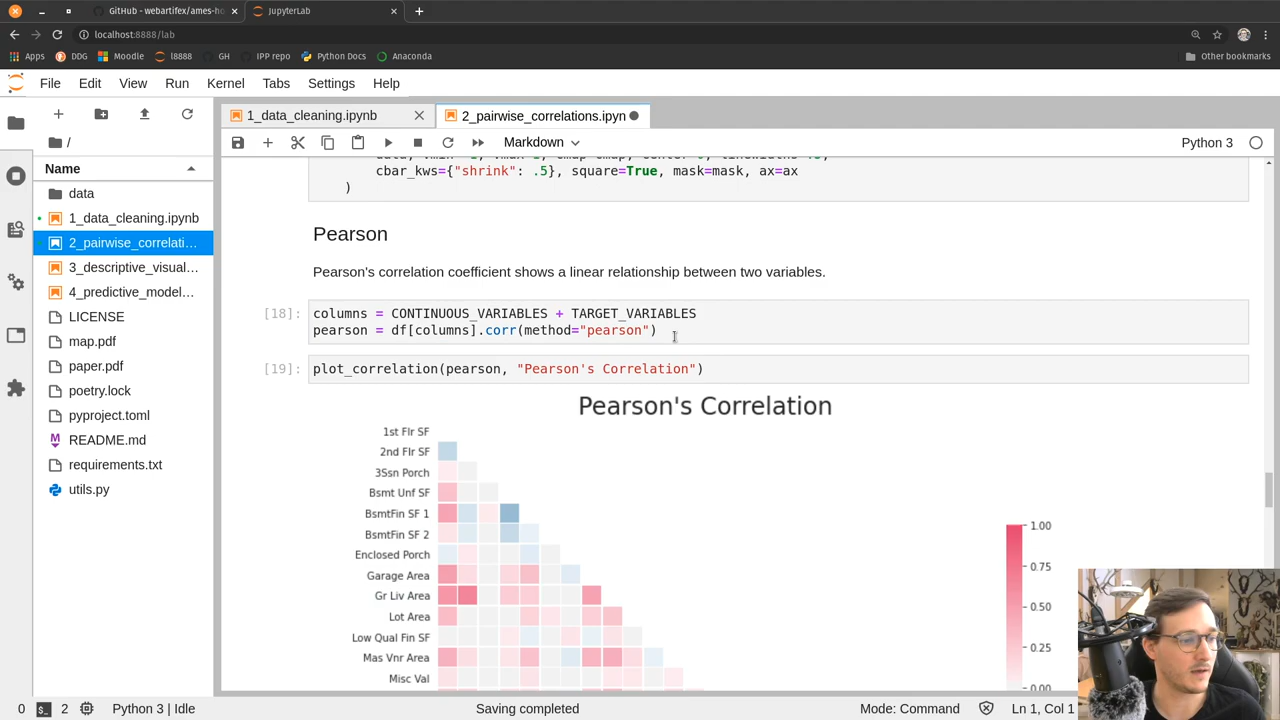 GitHub - webartifex/ames-ho
JupyterLab
localhost:8888/lab
Apps
DDG
Moodle
l8888
GH
IPP repo
Python Docs
Anaconda
Other bookmarks
File Edit View Run Kernel Tabs Settings Help
1_data_cleaning.ipynb
2_pairwise_correlations.ipyn
Markdown
Python 3
/
Name
data
1_data_cleaning.ipynb
2_pairwise_correlati…
3_descriptive_visual…
4_predictive_model…
LICENSE
map.pdf
paper.pdf
poetry.lock
pyproject.toml
README.md
requirements.txt
utils.py
cbar_kws={"shrink": .5}, square=True, mask=mask, ax=ax
)
Pearson
Pearson's correlation coefficient shows a linear relationship between two variables.
[18]:
columns = CONTINUOUS_VARIABLES + TARGET_VARIABLES
pearson = df[columns].corr(method="pearson")
[19]:
plot_correlation(pearson, "Pearson's Correlation")
Pearson's Correlation
1st Flr SF
2nd Flr SF
3Ssn Porch
Bsmt Unf SF
BsmtFin SF 1
BsmtFin SF 2
Enclosed Porch
Garage Area
Gr Liv Area
Lot Area
Low Qual Fin SF
Mas Vnr Area
Misc Val
1.00
0.75
0.50
0.25
0.00
0
2
Python 3 | Idle
Saving completed
Mode: Command
Ln 1, Col 1